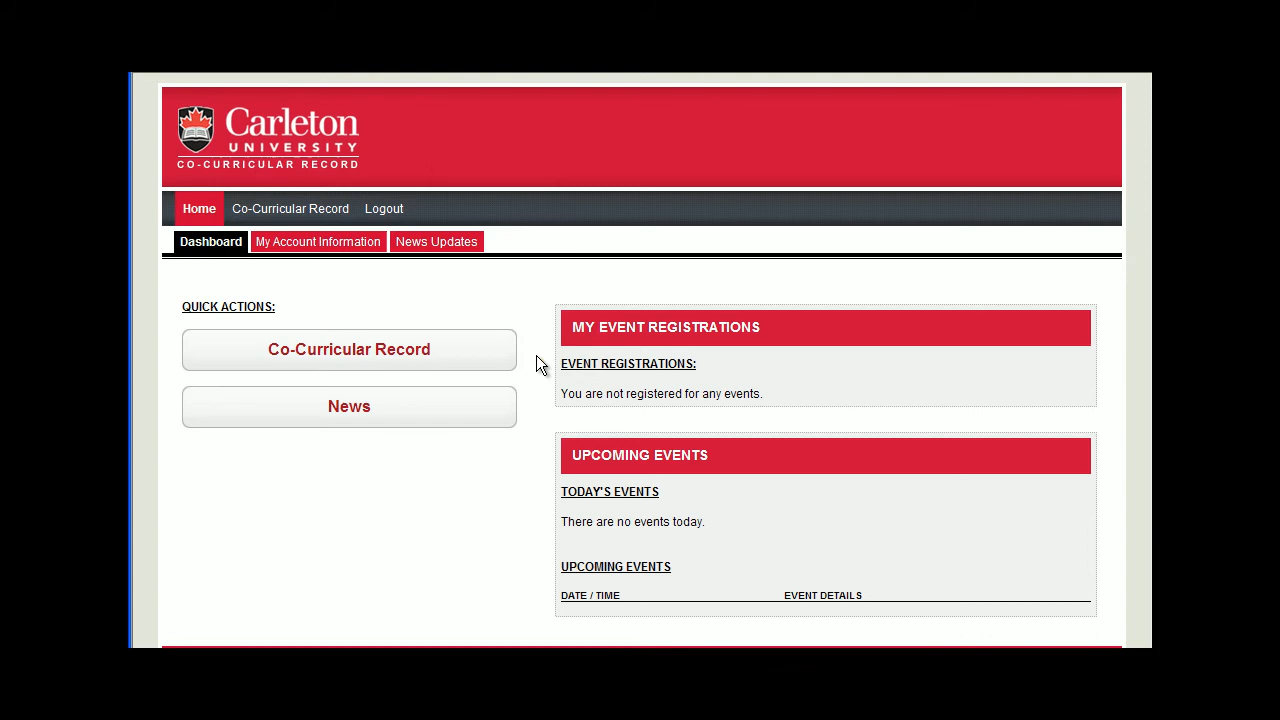 Carleton
UNIVERSITY
CO-CURRICULAR RECORD
Home Co-Curricular Record Logout
Dashboard My Account Information News Updates
QUICK ACTIONS:
Co-Curricular Record
News
MY EVENT REGISTRATIONS
EVENT REGISTRATIONS:
You are not registered for any events.
UPCOMING EVENTS
TODAY'S EVENTS
There are no events today.
UPCOMING EVENTS
DATE / TIME EVENT DETAILS